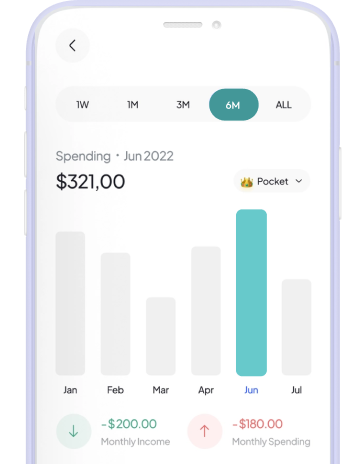 1W 1M 3M 6M ALL
Spending · Jun 2022
$321,00
Pocket
Jan Feb Mar Apr Jun Jul
-$200.00
Monthly Income
-$180.00
Monthly Spending